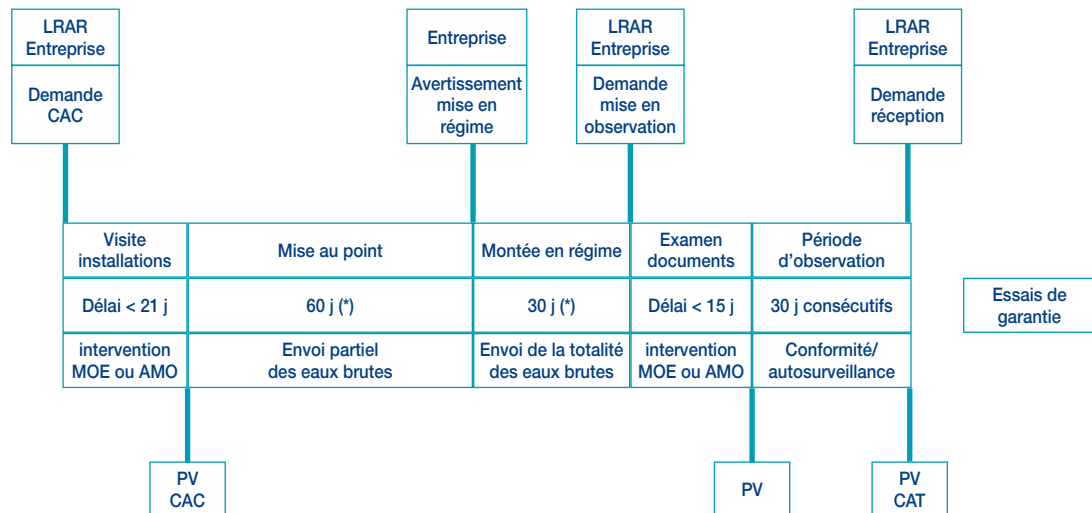 LRAR
Entreprise
Demande
CAC
Entreprise
Avertissement
mise en
régime
LRAR
Entreprise
Demande
mise en
observation
LRAR
Entreprise
Demande
réception
Visite
installations
Mise au point
Montée en régime
Examen
documents
Période
d'observation
Délai < 21 j
60 j (*)
30 j (*)
Délai < 15 j
30 j consécutifs
Essais de
garantie
intervention
MOE ou AMO
Envoi partiel
des eaux brutes
Envoi de la totalité
des eaux brutes
intervention
MOE ou AMO
Conformité/
autosurveillance
PV
CAC
PV
PV
CAT